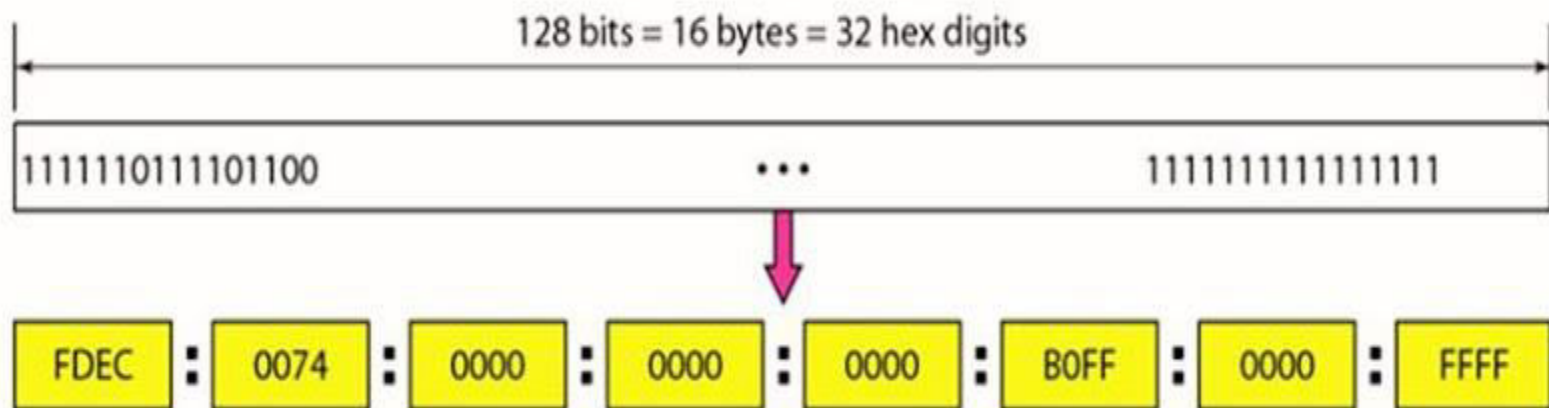 128 bits = 16 bytes = 32 hex digits
1111110111101100 ••• 1111111111111111
FDEC : 0074 : 0000 : 0000 : 0000 : B0FF : 0000 : FFFF